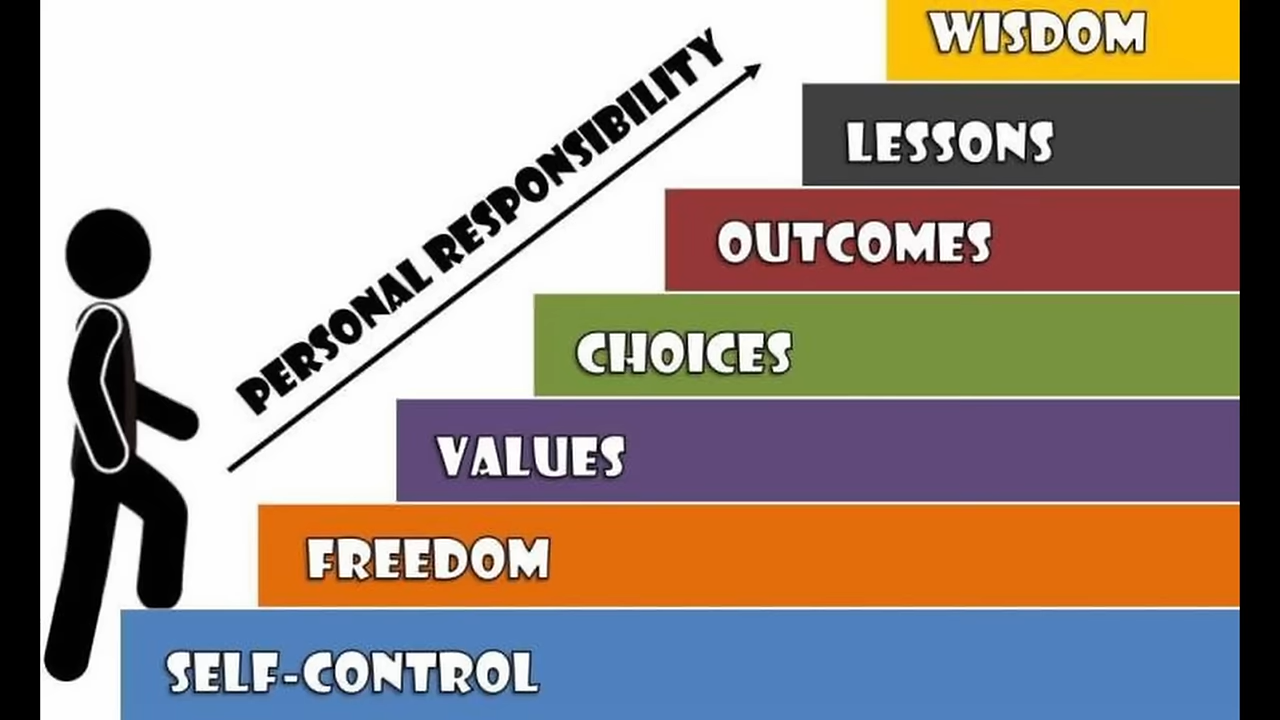 WISDOM
LESSONS
PERSONAL RESPONSIBILITY
OUTCOMES
CHOICES
VALUES
FREEDOM
SELF-CONTROL